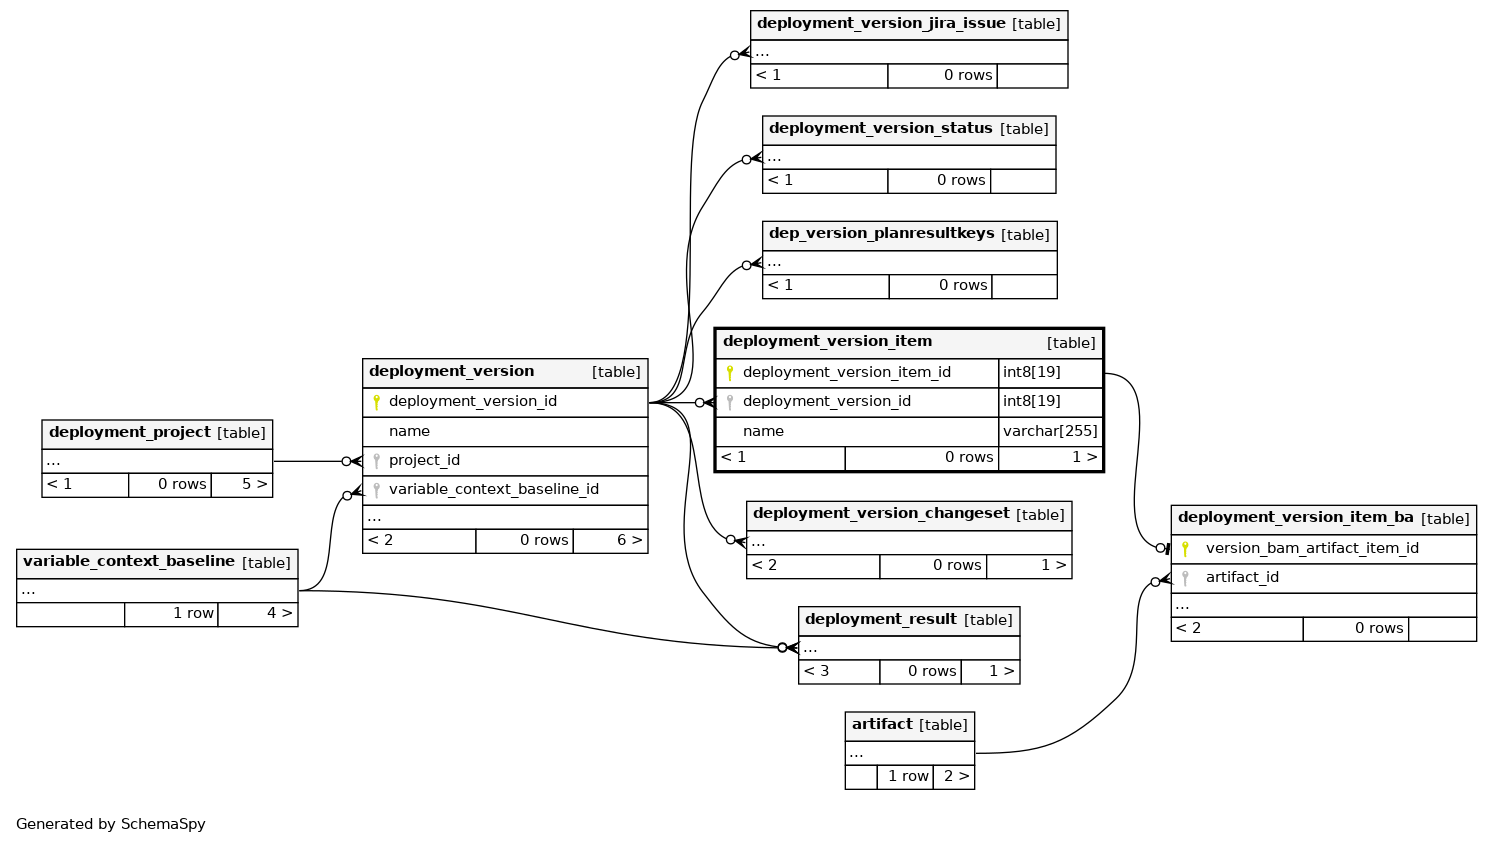 deployment_version_jira_issue [table]
...
< 1 0 rows
deployment_version_status [table]
...
< 1 0 rows
dep_version_planresultkeys [table]
...
< 1 0 rows
deployment_version_item [table]
deployment_version_item_id int8[19]
deployment_version_id int8[19]
name varchar[255]
< 1 0 rows 1 >
deployment_version [table]
deployment_version_id
name
project_id
variable_context_baseline_id
...
< 2 0 rows 6 >
deployment_project [table]
...
< 1 0 rows 5 >
variable_context_baseline [table]
...
1 row 4 >
deployment_version_changeset [table]
...
< 2 0 rows 1 >
deployment_version_item_ba [table]
version_bam_artifact_item_id
artifact_id
...
< 2 0 rows
deployment_result [table]
...
< 3 0 rows 1 >
artifact [table]
...
1 row 2 >
Generated by SchemaSpy